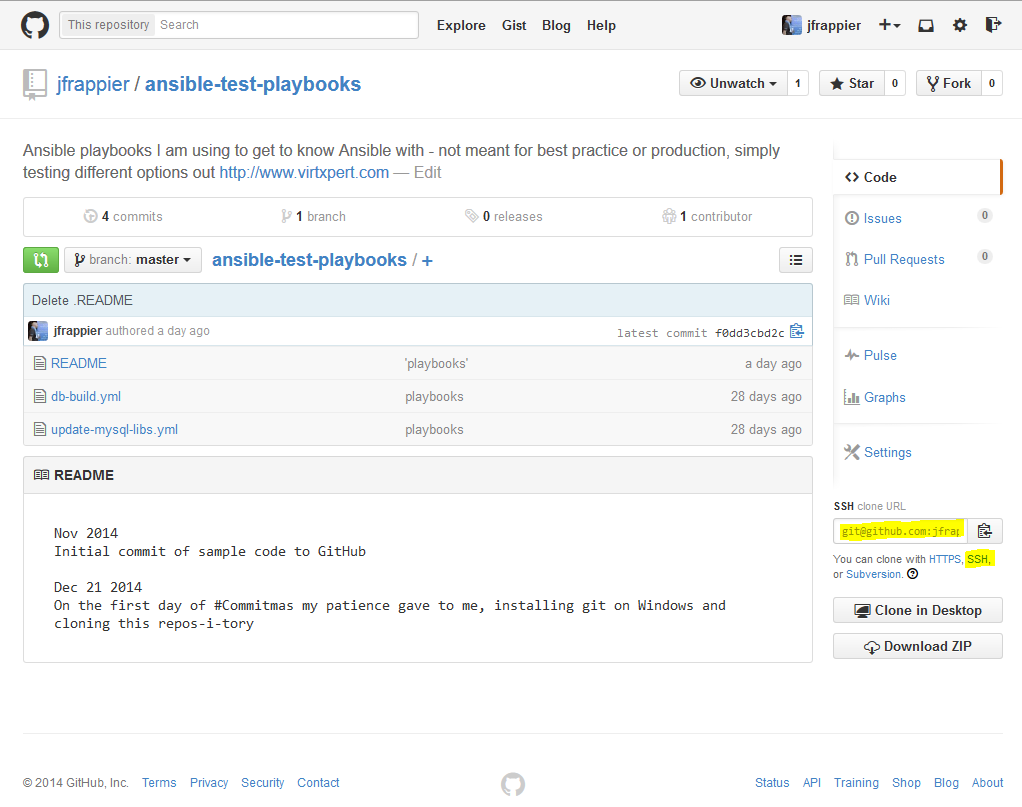 This repository Search Explore Gist Blog Help jfrappier
jfrappier / ansible-test-playbooks Unwatch 1 Star 0 Fork 0
Ansible playbooks I am using to get to know Ansible with - not meant for best practice or production, simply
testing different options out http://www.virtxpert.com — Edit
4 commits 1 branch 0 releases 1 contributor
branch: master ansible-test-playbooks / +
Delete .README
jfrappier authored a day ago latest commit f0dd3cbd2c
README 'playbooks' a day ago
db-build.yml playbooks 28 days ago
update-mysql-libs.yml playbooks 28 days ago
README
Nov 2014
Initial commit of sample code to GitHub
Dec 21 2014
On the first day of #Commitmas my patience gave to me, installing git on Windows and
cloning this repos-i-tory
Code
Issues 0
Pull Requests 0
Wiki
Pulse
Graphs
Settings
SSH clone URL
git@github.com:jfrap
You can clone with HTTPS, SSH,
or Subversion.
Clone in Desktop
Download ZIP
© 2014 GitHub, Inc. Terms Privacy Security Contact Status API Training Shop Blog About